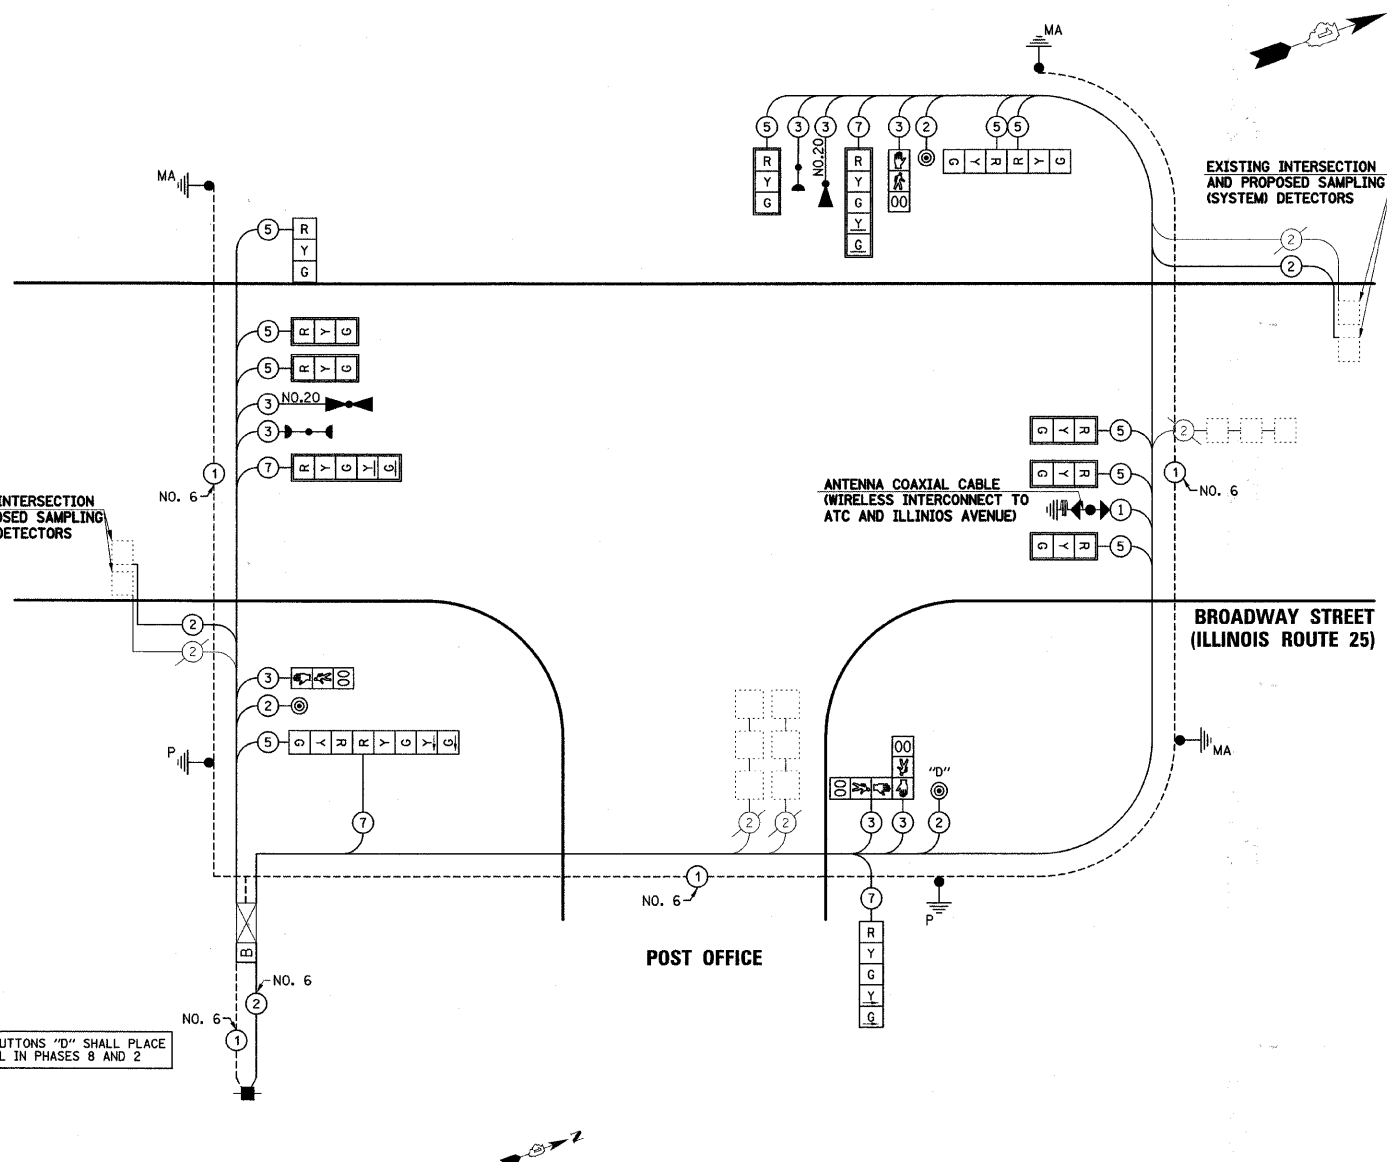 MA
5 3 3 7 3 2 5 5
NO.20
R Y G
R Y G Y G
00
G Y R R Y G
EXISTING INTERSECTION
AND PROPOSED SAMPLING
(SYSTEM) DETECTORS
2
2
MA
5 R Y G
5 R Y G
5 R Y G
3 NO.20
3
7 R Y G Y G
1
NO. 6
INTERSECTION
OSED SAMPLING
DETECTORS
2
2
R Y G 5
2
R Y G 5
1
R Y G 5
1
NO. 6
ANTENNA COAXIAL CABLE
(WIRELESS INTERCONNECT TO
ATC AND ILLINIOS AVENUE)
BROADWAY STREET
(ILLINOIS ROUTE 25)
3 00
2
5 G Y R R Y G Y G
7
P
MA
00
00
"D"
2 2 3 3 2
1
NO. 6
7
R
Y
G
Y
G
P
POST OFFICE
B
NO. 6
2
NO. 6
1
UTTONS "D" SHALL PLACE
L IN PHASES 8 AND 2
N